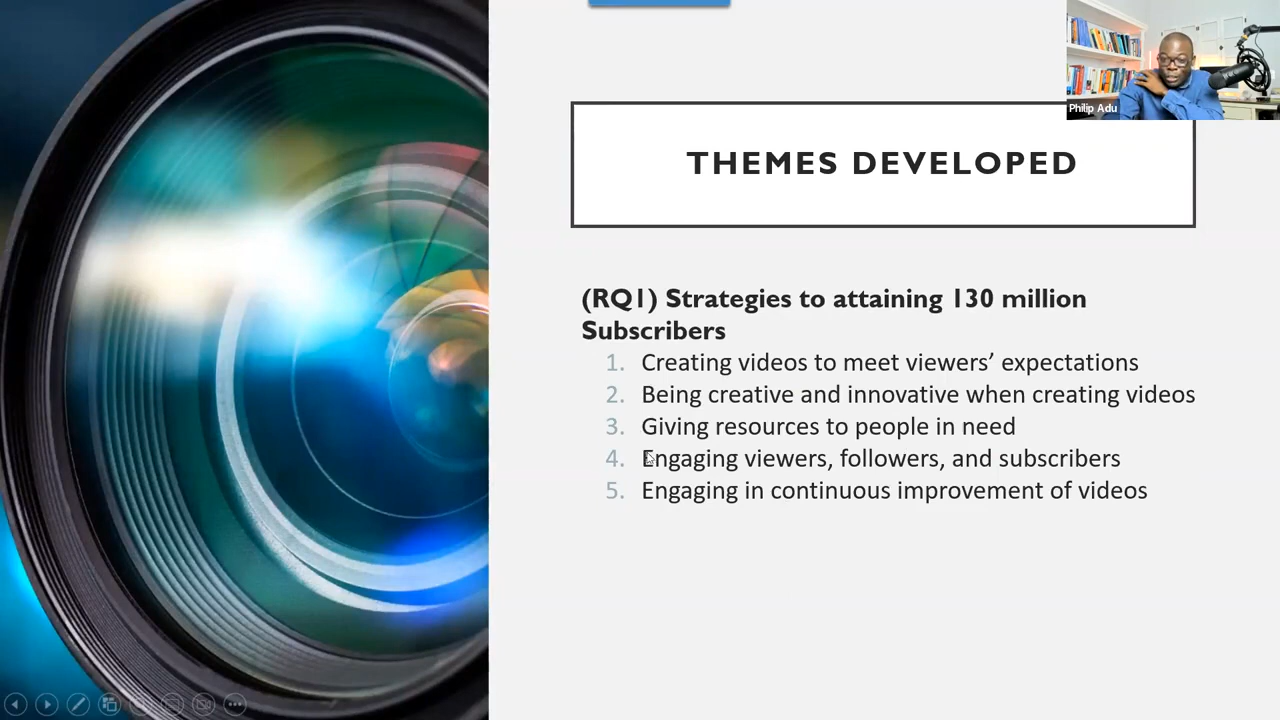 Philip Adu
THEMES DEVELOPED
(RQ1) Strategies to attaining 130 million
Subscribers
1. Creating videos to meet viewers’ expectations
2. Being creative and innovative when creating videos
3. Giving resources to people in need
4. Engaging viewers, followers, and subscribers
5. Engaging in continuous improvement of videos